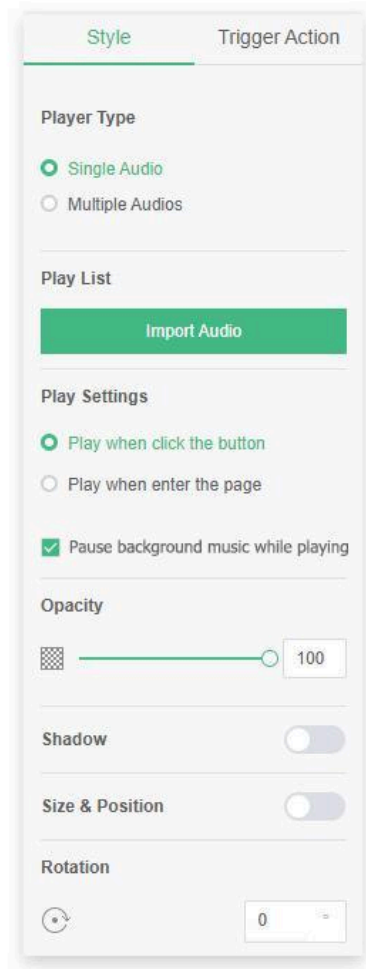 Style Trigger Action
Player Type
Single Audio
Multiple Audios
Play List
Import Audio
Play Settings
Play when click the button
Play when enter the page
Pause background music while playing
Opacity
100
Shadow
Size & Position
Rotation
0 °